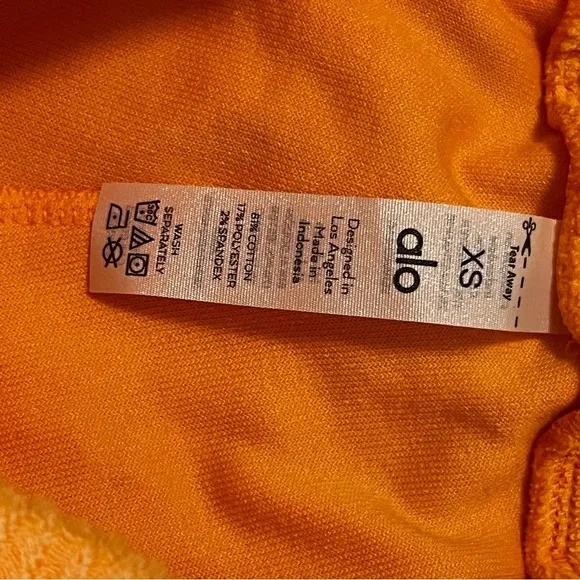 Tear Away
XS
alo
Designed in
Los Angeles
Made in
Indonesia
81% COTTON
17% POLYESTER
2% SPANDEX
WASH
SEPARATELY
30C